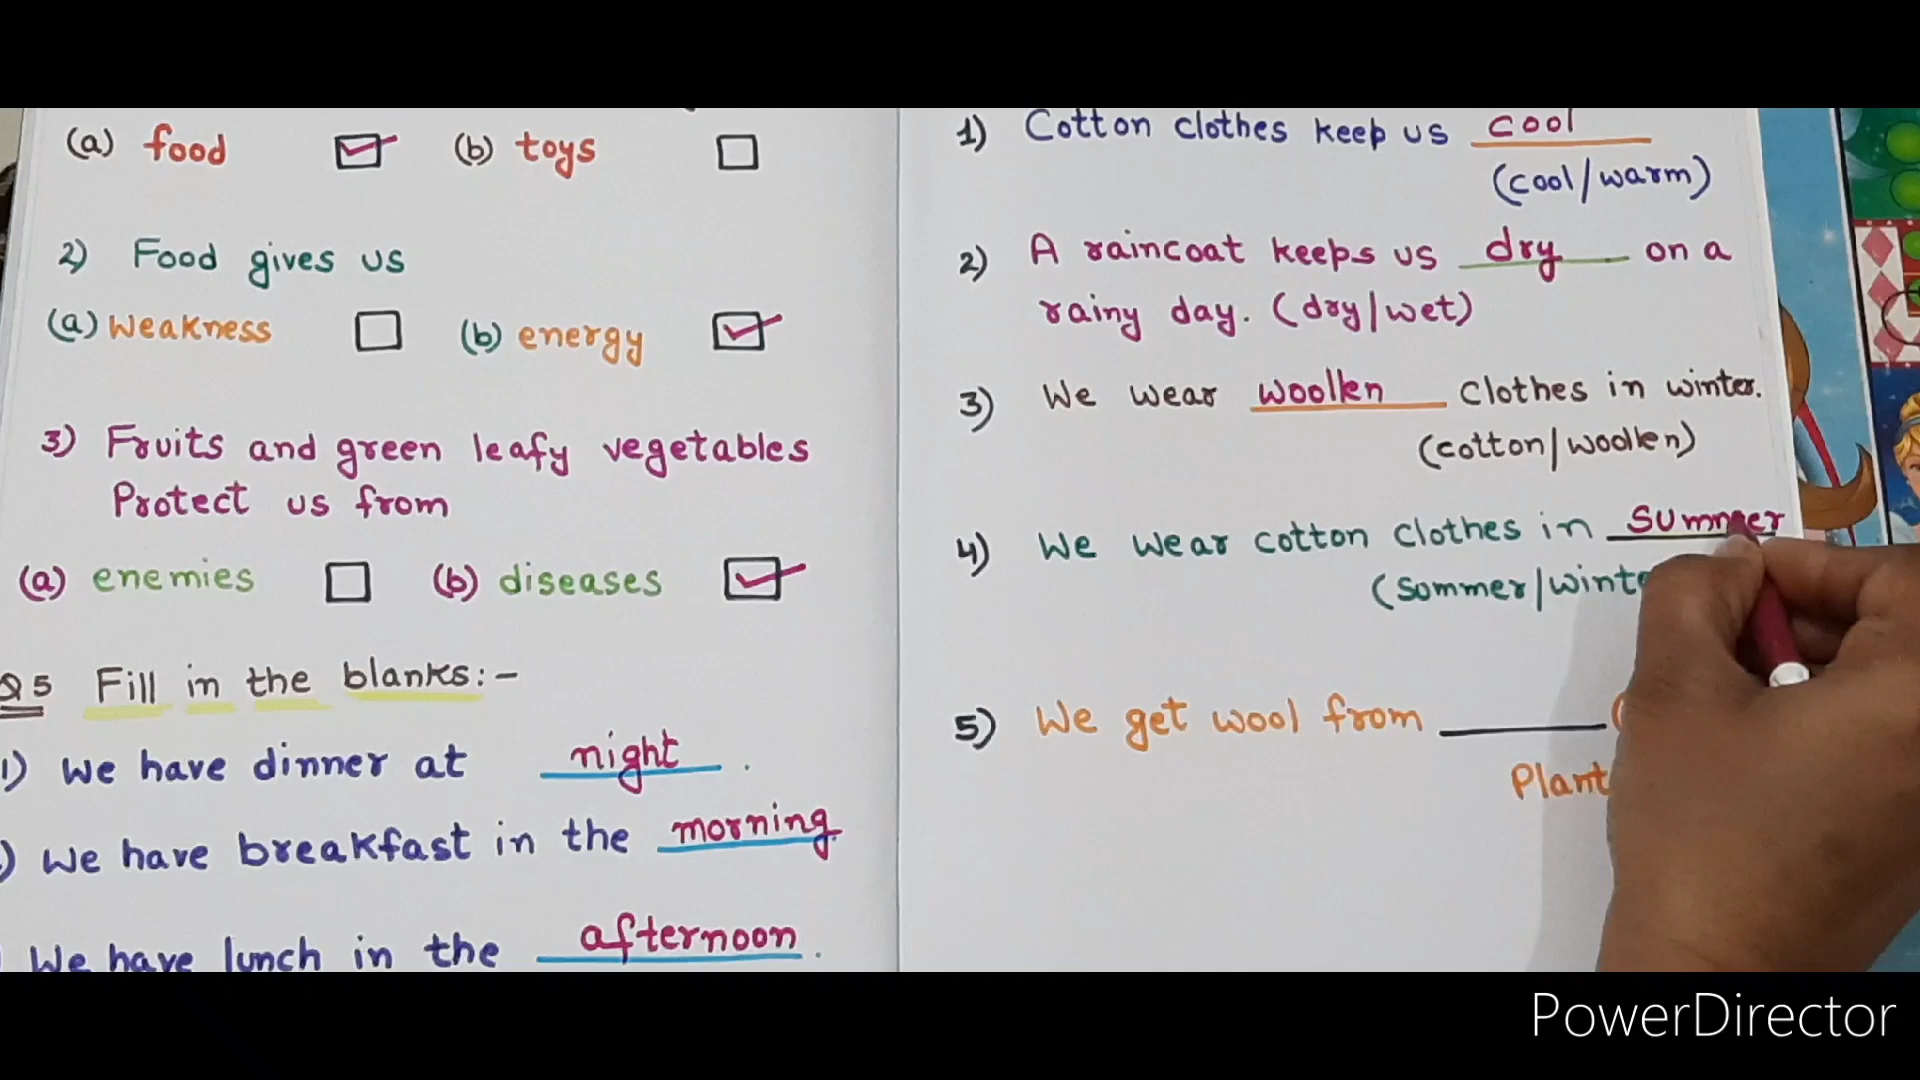 (a) food (b) toys
2) Food gives us
(a) weakness (b) energy
3) Fruits and green leafy vegetables
Protect us from
(a) enemies (b) diseases
Q5 Fill in the blanks:-
1) We have dinner at night.
) We have breakfast in the morning.
We have lunch in the afternoon.
1) Cotton clothes keep us cool
(cool/warm)
2) A raincoat keeps us dry on a
rainy day. (dry/wet)
3) We wear woollen clothes in winter.
(cotton/woollen)
4) We wear cotton clothes in summer
(sommer/winte
5) We get wool from ______ (
Plant
PowerDirector